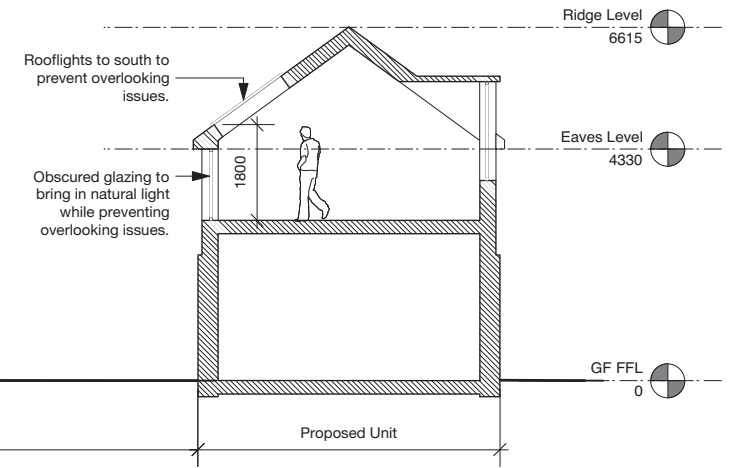 Ridge Level
6615
Rooflights to south to
prevent overlooking
issues.
Eaves Level
4330
1800
Obscured glazing to
bring in natural light
while preventing
overlooking issues.
GF FFL
0
Proposed Unit